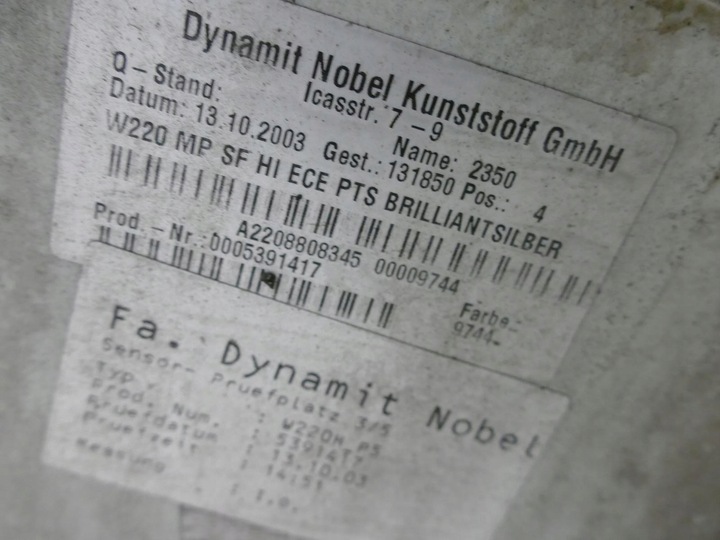 Dynamit Nobel Kunststoff GmbH
Icasstr. 7-9
Q-Stand: Name: 2350
Datum: 13.10.2003 Gest.: 131850 Pos.: 4
W220 MP SF HI ECE PTS BRILLIANTSILBER
A2208808345 00009744
Prod.-Nr.: 0005391417
Farbe:
9744-
Fa. Dynamit Nobel
Sensor- Pruefplatz 3/5
Typ : W220H PS
Prod. Num. : 5391417
Pruefdatum : 13.10.03
Pruefzeit : 14:51
Messung : i.o.